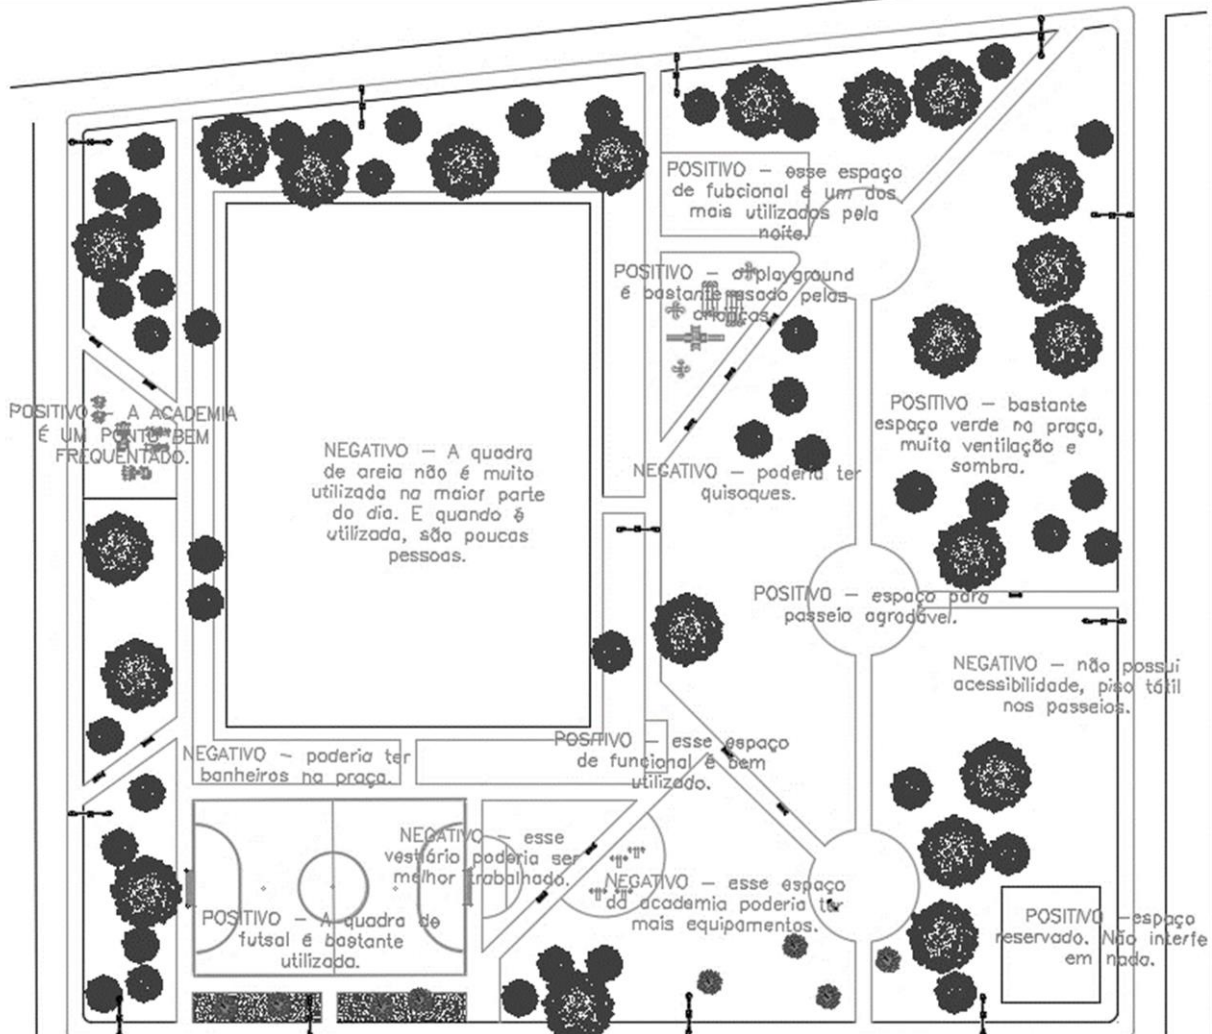 POSITIVO - esse espaço
de fubcional é um dos
mais utilizados pela
noite.
POSITIVO - o playground
é bastante usado pelas
crianças.
POSITIVO - A ACADEMIA
É UM PONTO BEM
FREQUENTADO.
NEGATIVO - A quadra
de areia não é muito
utilizada na maior parte
do dia. E quando é
utilizada, são poucas
pessoas.
POSITIVO - bastante
espaço verde na praça,
muita ventilação e
sombra.
NEGATIVO - poderia ter
quisoques.
POSITIVO - espaço para
passeio agradável.
NEGATIVO - não possui
acessibilidade, piso tátil
nos passeios.
NEGATIVO - poderia ter
banheiros na praça.
POSITIVO - esse espaço
de funcional é bem
utilizado.
NEGATIVO - esse
vestiário poderia ser
melhor trabalhado.
NEGATIVO - esse espaço
da academia poderia ter
mais equipamentos.
POSITIVO - A quadra de
futsal é bastante
utilizada.
POSITIVO - espaço
reservado. Não interfe
em nada.